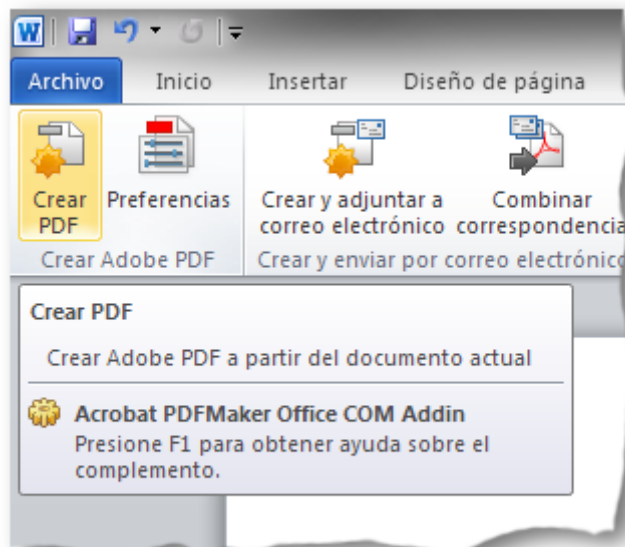 Archivo Inicio Insertar Diseño de página
Crear PDF
Preferencias
Crear y adjuntar a
correo electrónico
Combinar
correspondencia
Crear Adobe PDF
Crear y enviar por correo electrónico
Crear PDF
Crear Adobe PDF a partir del documento actual
Acrobat PDFMaker Office COM Addin
Presione F1 para obtener ayuda sobre el
complemento.